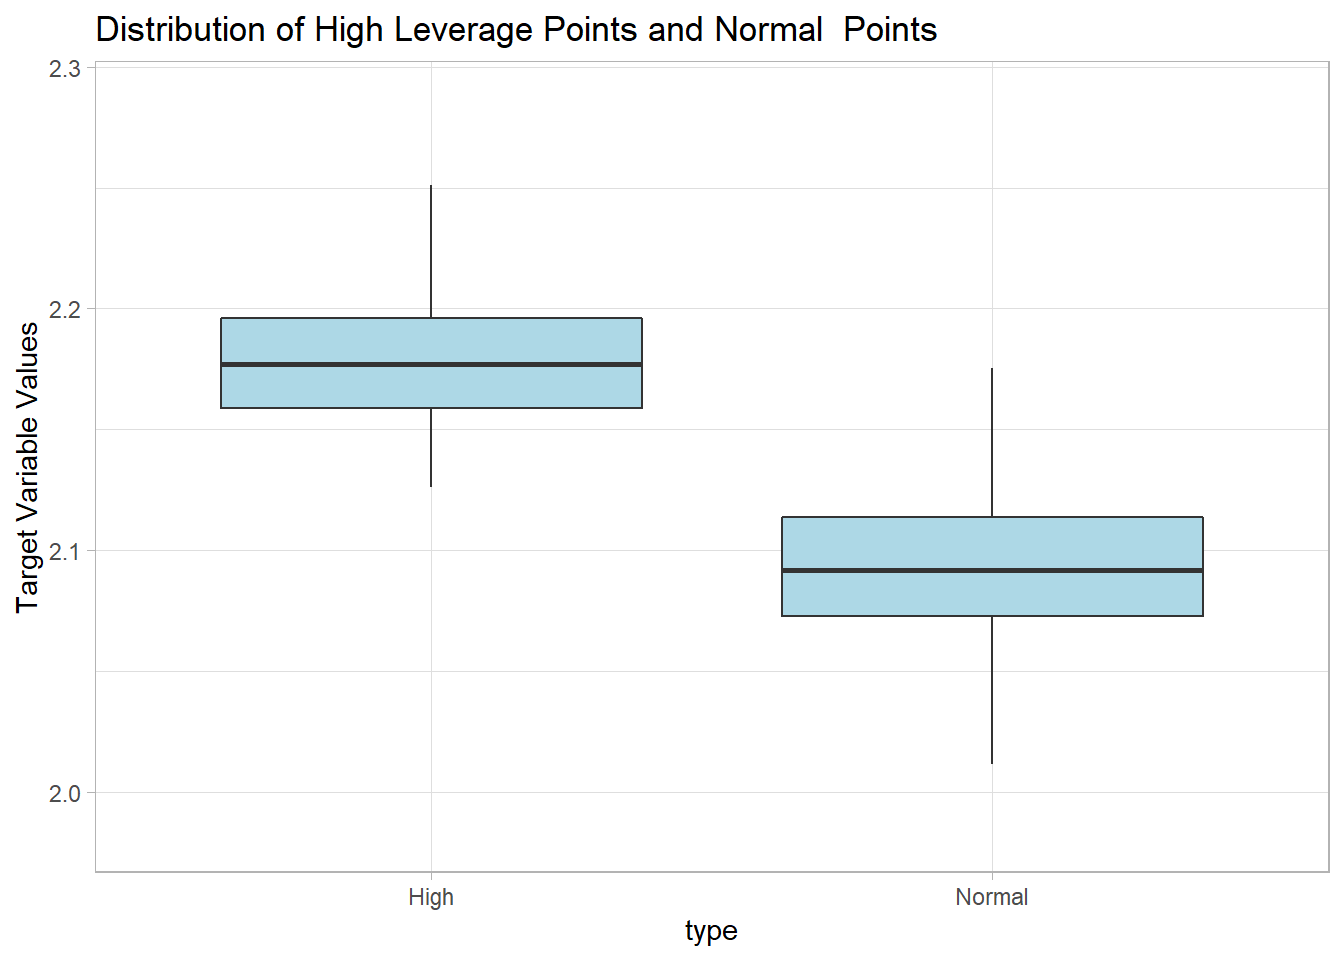 Distribution of High Leverage Points and Normal  Points
2.3
2.2
2.1
2.0
Target Variable Values
High
Normal
type